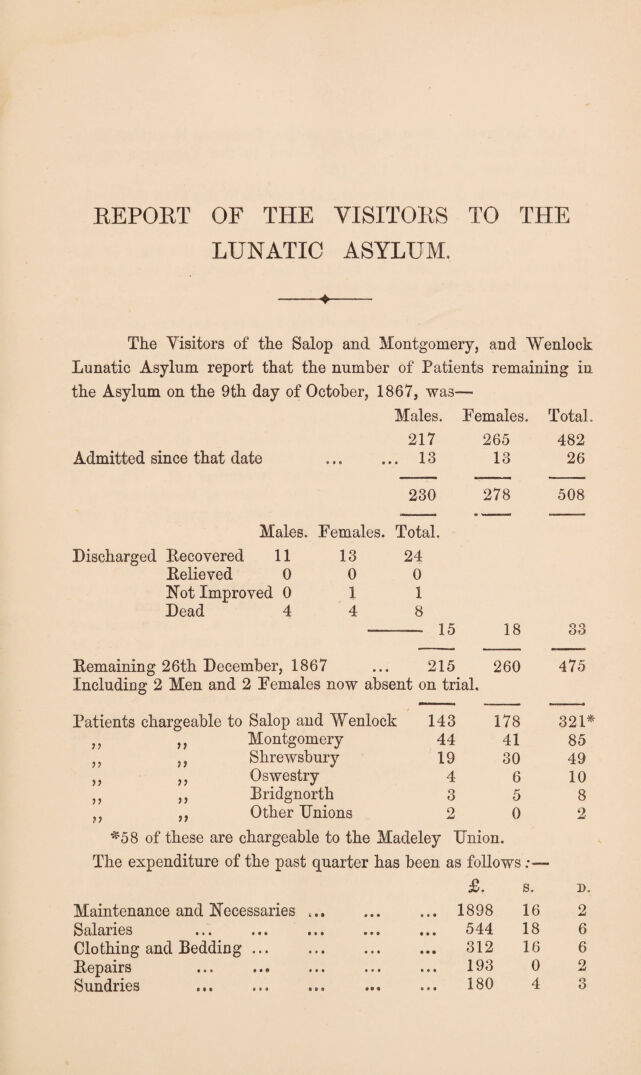 REPORT OF THE VISITORS TO THE
LUNATIC ASYLUM.
The Visitors of the Salop and Montgomery, and Wenlock
Lunatic Asylum report that the number of Patients remaining in
the Asylum on the 9th day of October, 1867, was—
Males. Females. Total.
217 265 482
Admitted since that date ... ... 13 13 26
230 278 508
Males. Females. Total.
Discharged Recovered 11 13 24
Relieved 0 0 0
Not Improved 0 1 1
Dead 4 4 8
15 18 33
Remaining 26th December, 1867 ... 215 260 475
Including 2 Men and 2 Females now absent on trial.
Patients chargeable to Salop and Wenlock 143 178 321*
,, ,, Montgomery 44 41 85
,, ,, Shrewsbury 19 30 49
,, ,, Oswestry 4 6 10
,, ,, Bridgnorth 3 5 8
,, ,, Other Unions 2 0 2
*58 of these are chargeable to the Madeley Union.
The expenditure of the past quarter has been as follows:—
£. s. D.
Maintenance and Necessaries ... ... ... 1898 16 2
Salaries ... ... ... ... ... 544 18 6
Clothing and Bedding ... ... ... ... 312 16 6
Repairs ... ... ... ... ... 193 0 2
Sundries ... ... ... ... ... 180 4 3